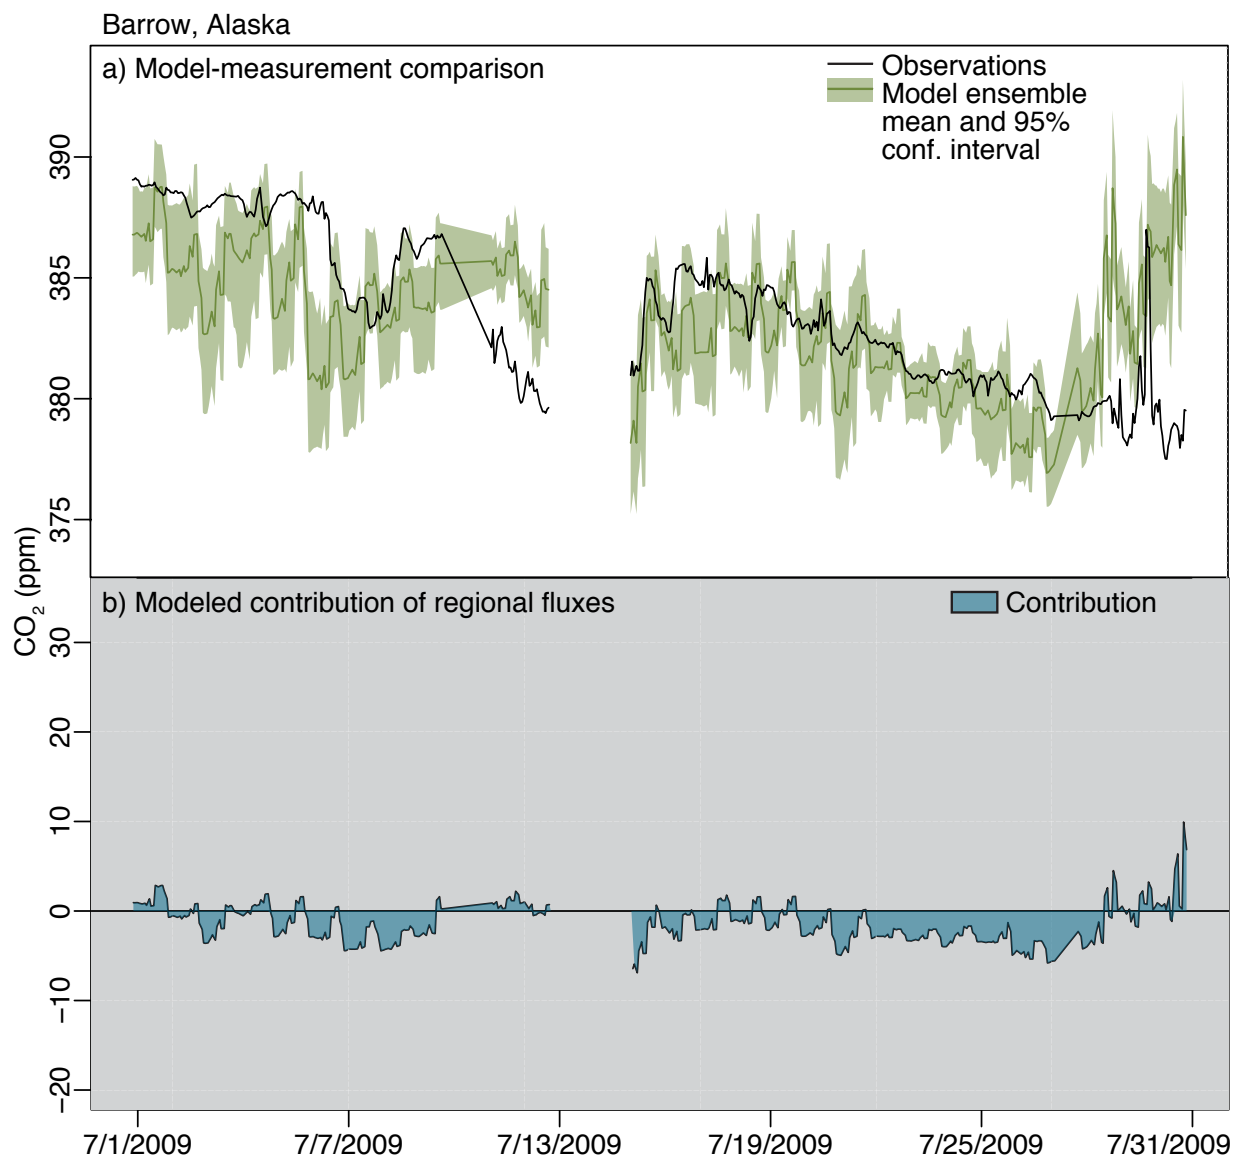 Barrow, Alaska
a) Model-measurement comparison
Observations
Model ensemble
mean and 95%
conf. interval
390
385
380
375
CO2 (ppm)
b) Modeled contribution of regional fluxes
Contribution
30
20
10
0
−10
−20
7/1/2009 7/7/2009 7/13/2009 7/19/2009 7/25/2009 7/31/2009